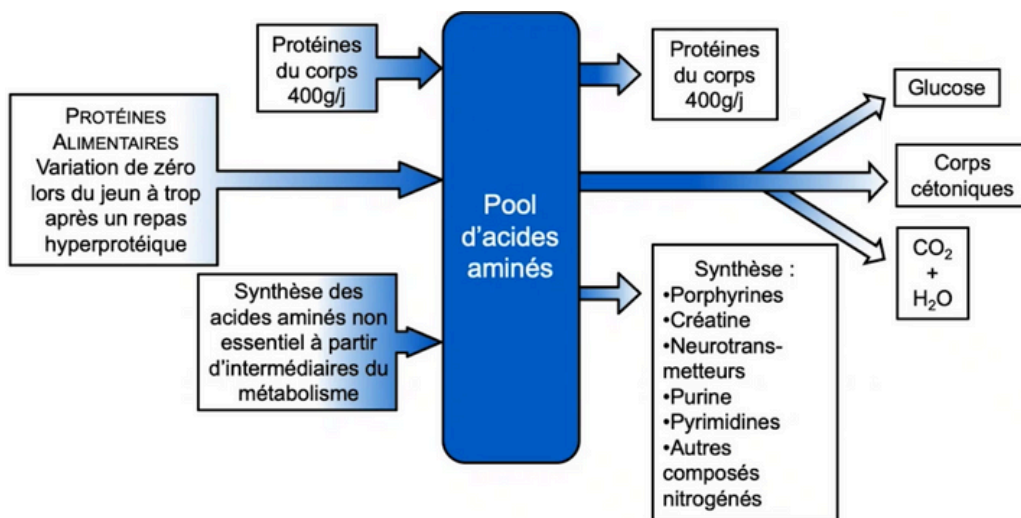 Protéines
du corps
400g/j
PROTÉINES
ALIMENTAIRES
Variation de zéro
lors du jeun à trop
après un repas
hyperprotéique
Synthèse des
acides aminés non
essentiel à partir
d'intermédiaires du
métabolisme
Pool
d'acides
aminés
Protéines
du corps
400g/j
Glucose
Corps
cétoniques
CO₂
+
H₂O
Synthèse :
•Porphyrines
•Créatine
•Neurotrans-
metteurs
•Purine
•Pyrimidines
•Autres
composés
nitrogénés